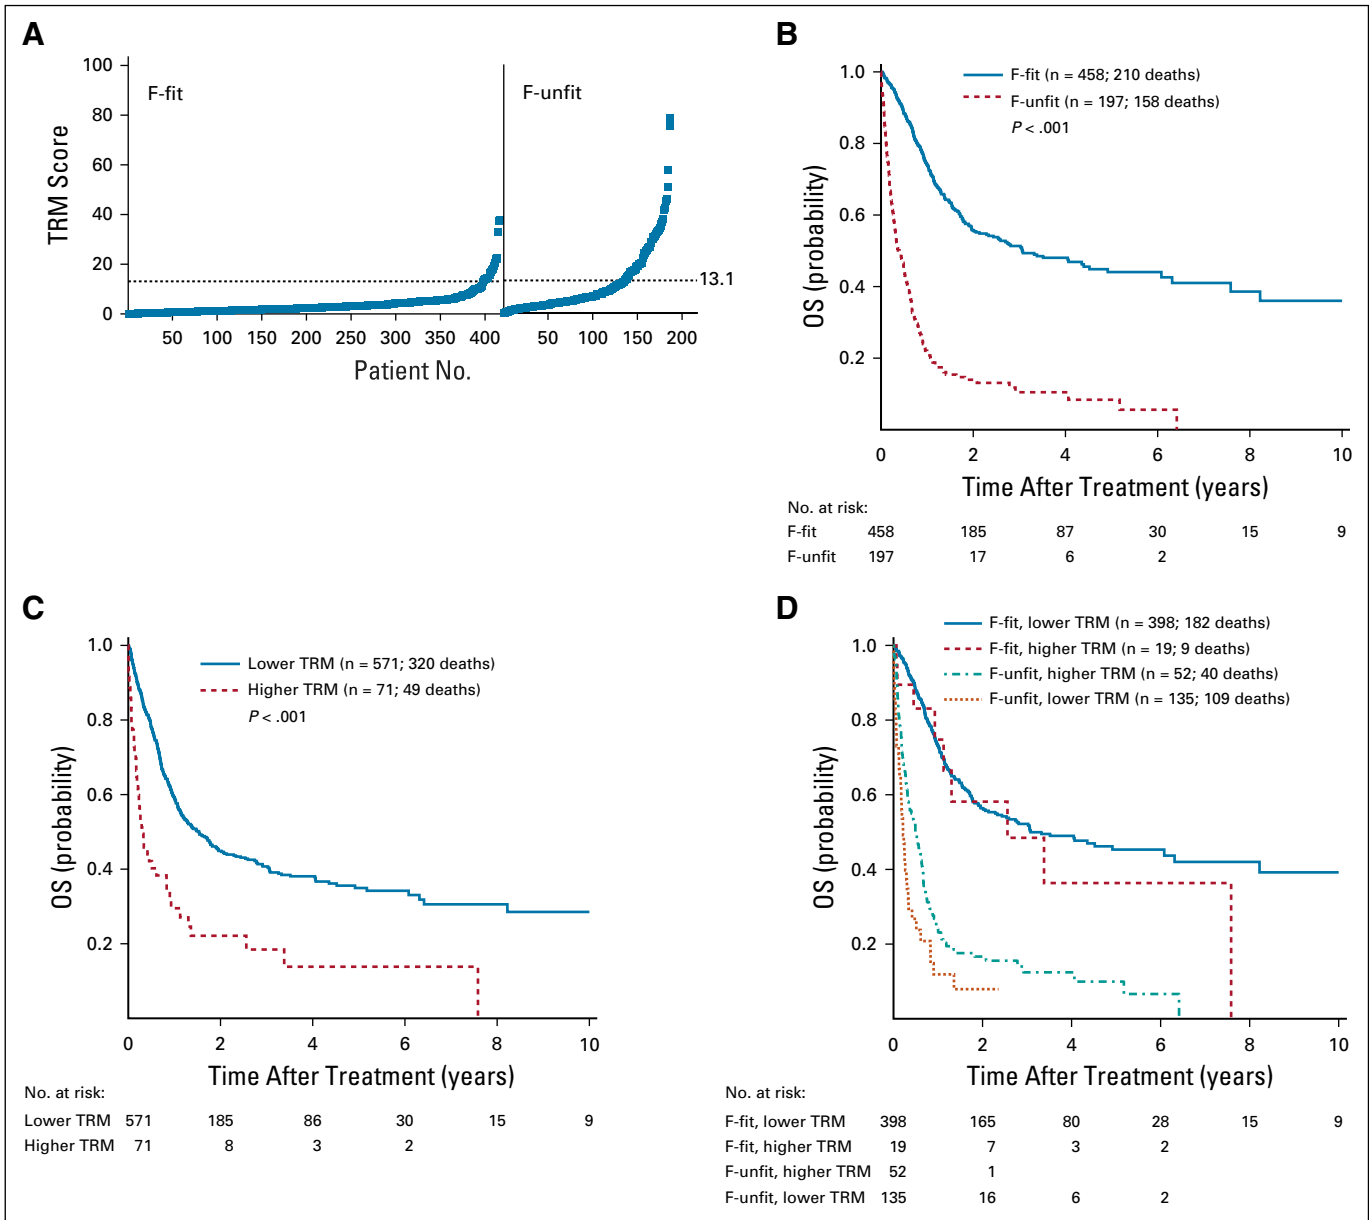 A
F-fit
F-unfit
TRM Score
100
80
60
40
20
0
13.1
50 100 150 200 250 300 350 400 50 100 150 200
Patient No.
B
F-fit (n = 458; 210 deaths)
F-unfit (n = 197; 158 deaths)
P < .001
OS (probability)
1.0
0.8
0.6
0.4
0.2
0 2 4 6 8 10
Time After Treatment (years)
No. at risk:
F-fit 458 185 87 30 15 9
F-unfit 197 17 6 2
C
Lower TRM (n = 571; 320 deaths)
Higher TRM (n = 71; 49 deaths)
P < .001
OS (probability)
1.0
0.8
0.6
0.4
0.2
0 2 4 6 8 10
Time After Treatment (years)
No. at risk:
Lower TRM 571 185 86 30 15 9
Higher TRM 71 8 3 2
D
F-fit, lower TRM (n = 398; 182 deaths)
F-fit, higher TRM (n = 19; 9 deaths)
F-unfit, higher TRM (n = 52; 40 deaths)
F-unfit, lower TRM (n = 135; 109 deaths)
OS (probability)
1.0
0.8
0.6
0.4
0.2
0 2 4 6 8 10
Time After Treatment (years)
No. at risk:
F-fit, lower TRM 398 165 80 28 15 9
F-fit, higher TRM 19 7 3 2
F-unfit, higher TRM 52 1
F-unfit, lower TRM 135 16 6 2